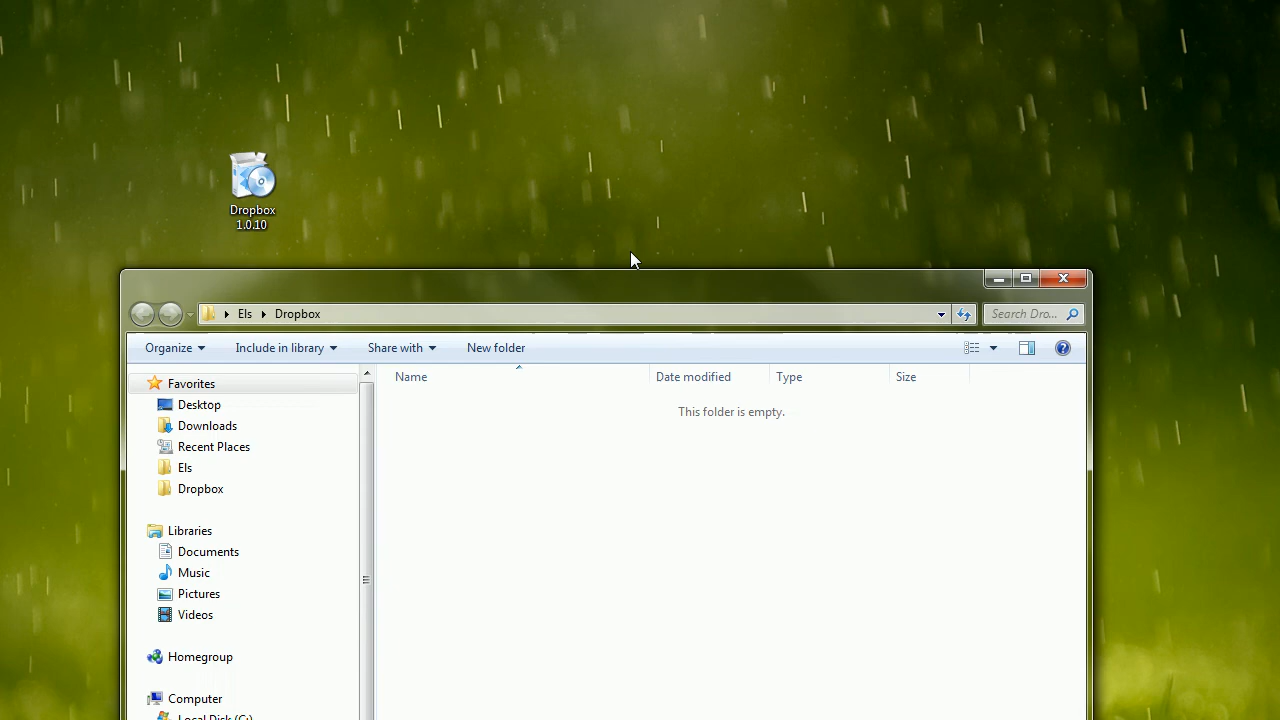 Dropbox
1.0.10
Els
Dropbox
Search Dro...
Organize
Include in library
Share with
New folder
Favorites
Desktop
Downloads
Recent Places
Els
Dropbox
Libraries
Documents
Music
Pictures
Videos
Homegroup
Computer
Local Disk (C:)
Name
Date modified
Type
Size
This folder is empty.